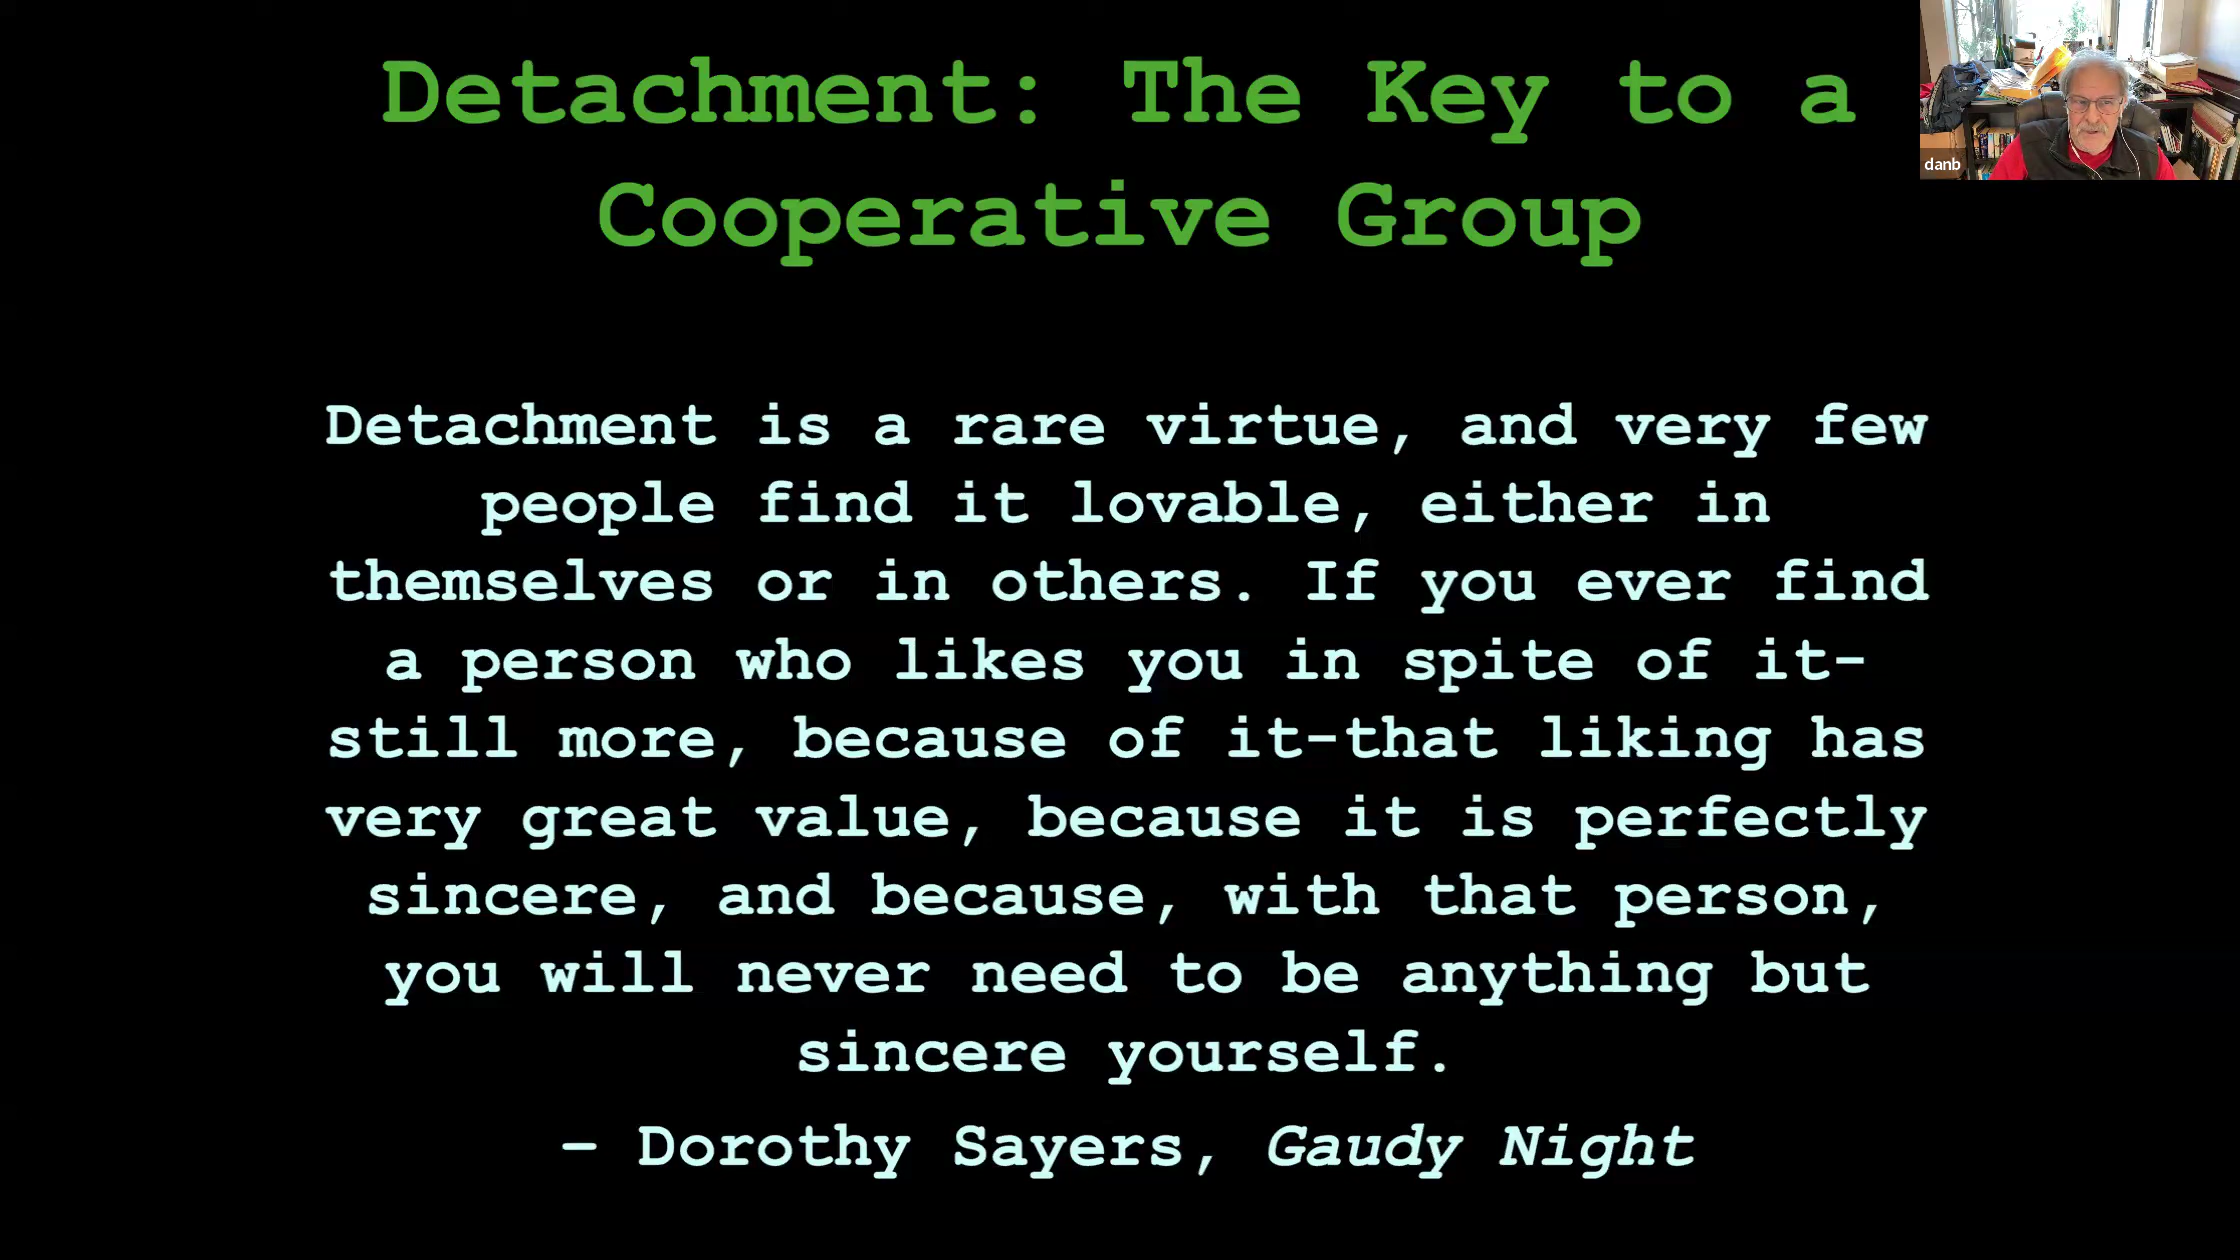 Detachment: The Key to a
Cooperative Group
danb
Detachment is a rare virtue, and very few
people find it lovable, either in
themselves or in others. If you ever find
a person who likes you in spite of it-
still more, because of it-that liking has
very great value, because it is perfectly
sincere, and because, with that person,
you will never need to be anything but
sincere yourself.
– Dorothy Sayers, Gaudy Night